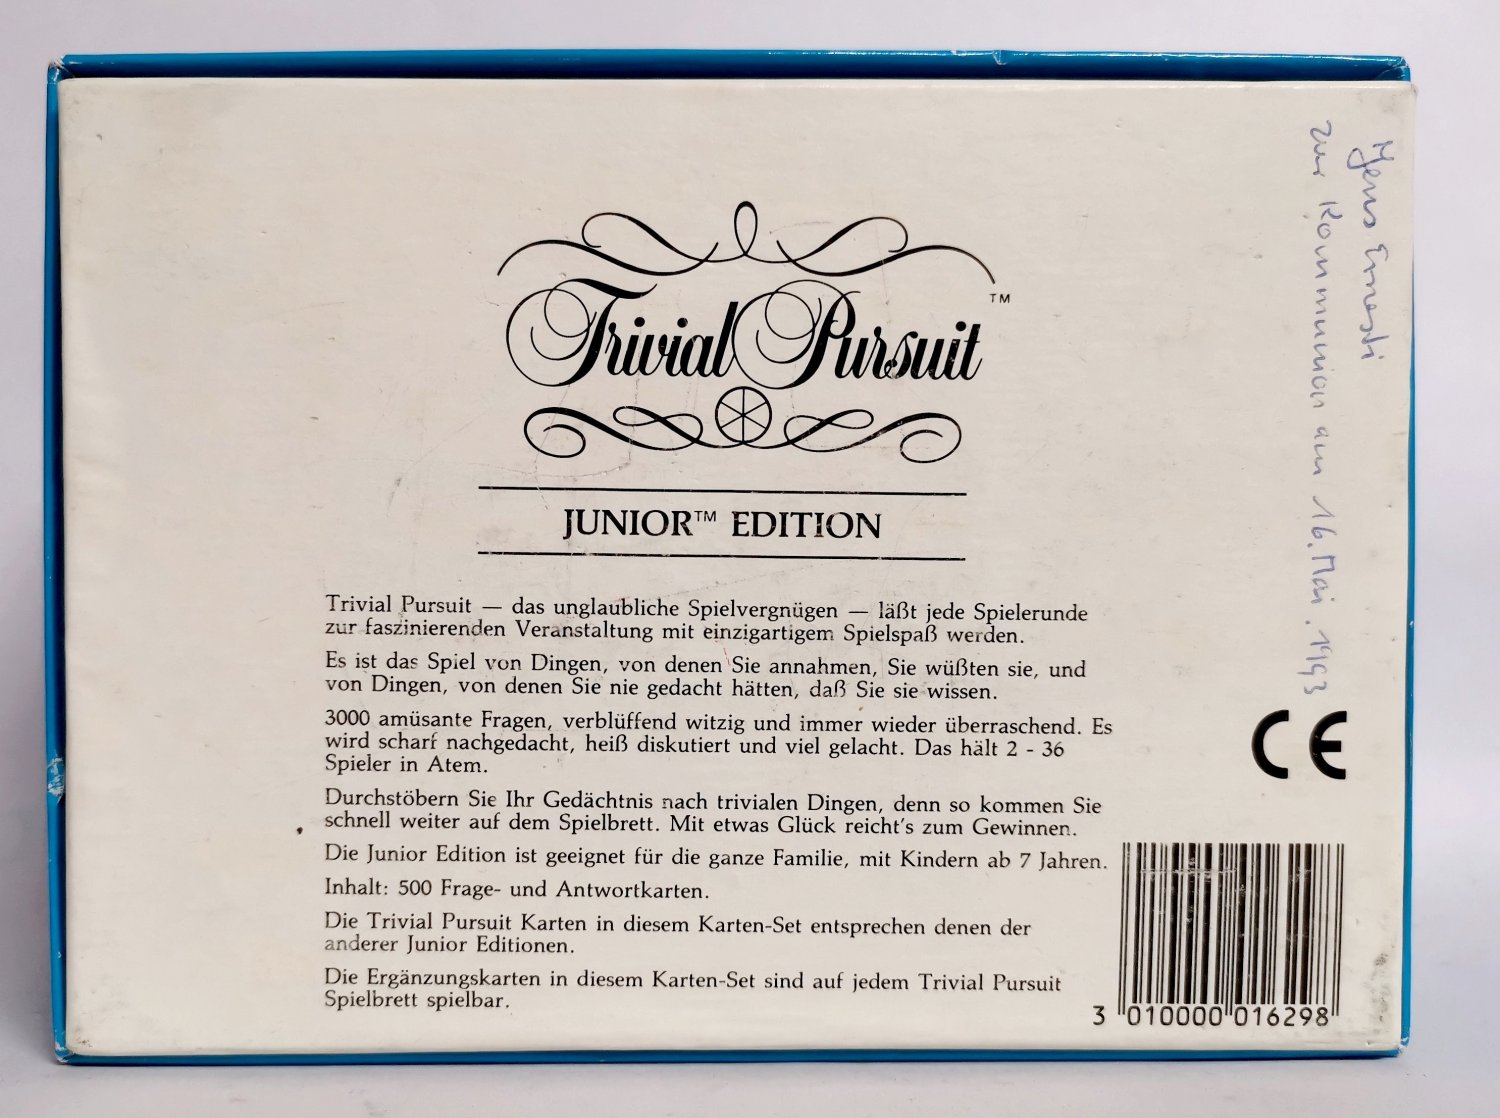 Trivial Pursuit™
JUNIOR™ EDITION
Trivial Pursuit — das unglaubliche Spielvergnügen — läßt jede Spielerunde
zur faszinierenden Veranstaltung mit einzigartigem Spielspaß werden.
Es ist das Spiel von Dingen, von denen Sie annahmen, Sie wüßten sie, und
von Dingen, von denen Sie nie gedacht hätten, daß Sie sie wissen.
3000 amüsante Fragen, verblüffend witzig und immer wieder überraschend. Es
wird scharf nachgedacht, heiß diskutiert und viel gelacht. Das hält 2 - 36
Spieler in Atem.
Durchstöbern Sie Ihr Gedächtnis nach trivialen Dingen, denn so kommen Sie
schnell weiter auf dem Spielbrett. Mit etwas Glück reicht's zum Gewinnen.
Die Junior Edition ist geeignet für die ganze Familie, mit Kindern ab 7 Jahren.
Inhalt: 500 Frage- und Antwortkarten.
Die Trivial Pursuit Karten in diesem Karten-Set entsprechen denen der
anderer Junior Editionen.
Die Ergänzungskarten in diesem Karten-Set sind auf jedem Trivial Pursuit
Spielbrett spielbar.
Ernesti
zur Kommunion am 16. Mai. 1993
CE
3 010000 016298